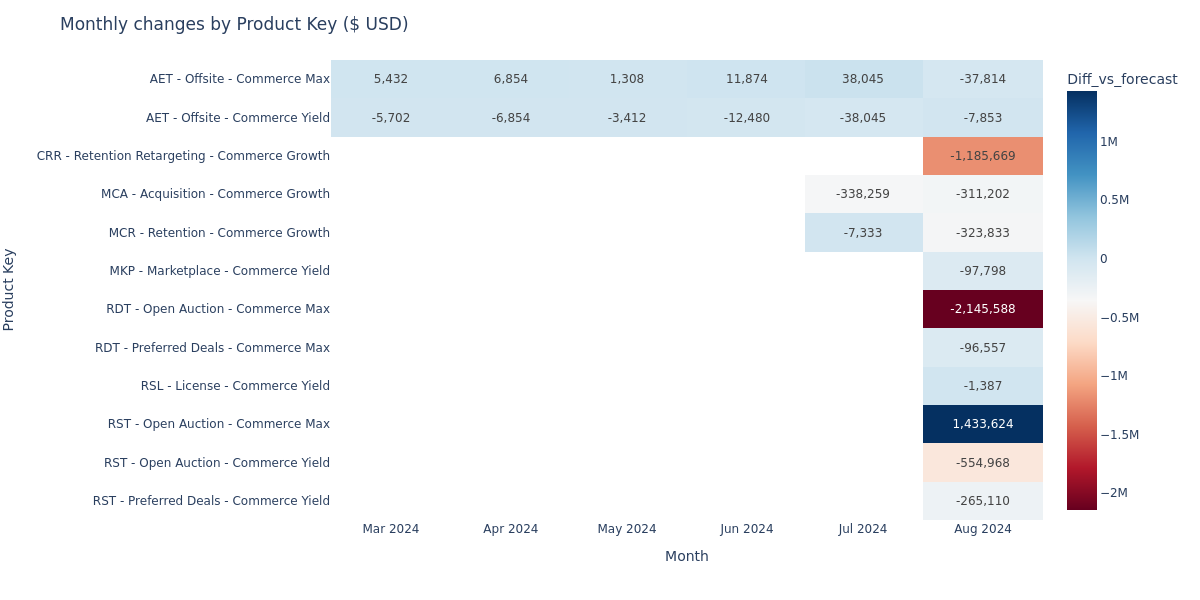 Monthly changes by Product Key ($ USD)
Diff_vs_forecast
AET - Offsite - Commerce Max 5,432 6,854 1,308 11,874 38,045 -37,814
AET - Offsite - Commerce Yield -5,702 -6,854 -3,412 -12,480 -38,045 -7,853
CRR - Retention Retargeting - Commerce Growth -1,185,669
MCA - Acquisition - Commerce Growth -338,259 -311,202
MCR - Retention - Commerce Growth -7,333 -323,833
MKP - Marketplace - Commerce Yield -97,798
RDT - Open Auction - Commerce Max -2,145,588
RDT - Preferred Deals - Commerce Max -96,557
RSL - License - Commerce Yield -1,387
RST - Open Auction - Commerce Max 1,433,624
RST - Open Auction - Commerce Yield -554,968
RST - Preferred Deals - Commerce Yield -265,110
Mar 2024 Apr 2024 May 2024 Jun 2024 Jul 2024 Aug 2024
Month
Product Key
1M
0.5M
0
−0.5M
−1M
−1.5M
−2M